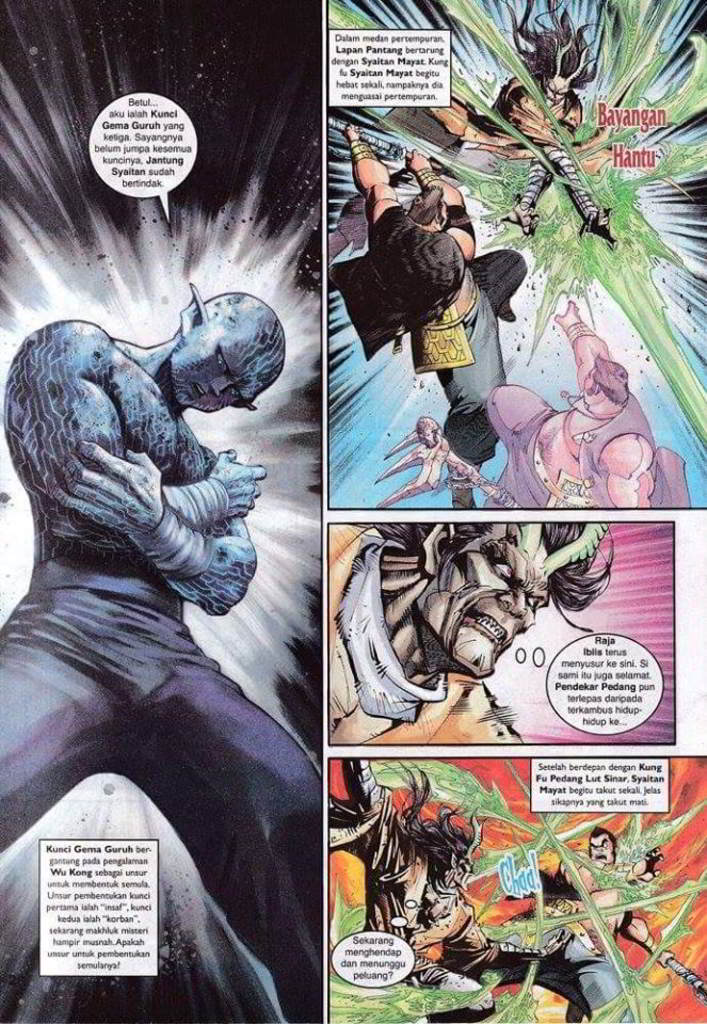 Betul...
aku ialah Kunci
Gema Guruh yang
ketiga. Sayangnya
belum jumpa kesemua
kuncinya, Jantung
Syaitan sudah
bertindak.
Kunci Gema Guruh ber-
gantung pada pengalaman
Wu Kong sebagai unsur
untuk membentuk semula.
Unsur pembentukan kunci
pertama ialah "insaf", kunci
kedua ialah "korban",
sekarang makhluk misteri
hampir musnah. Apakah
unsur untuk pembentukan
semulanya?
Dalam medan pertempuran,
Lapan Pantang bertarung
dengan Syaitan Mayat. Kung
fu Syaitan Mayat begitu
hebat sekali, nampaknya dia
menguasai pertempuran.
Bayangan
Hantu
Raja
Iblis terus
menyusur ke sini. Si
sami itu juga selamat.
Pendekar Pedang pun
terlepas daripada
terkambus hidup-
hidup ke...
Setelah berdepan dengan Kung
Fu Pedang Lut Sinar, Syaitan
Mayat begitu takut sekali. Jelas
sikapnya yang takut mati.
Chad!
Sekarang
menghendap
dan menunggu
peluang?